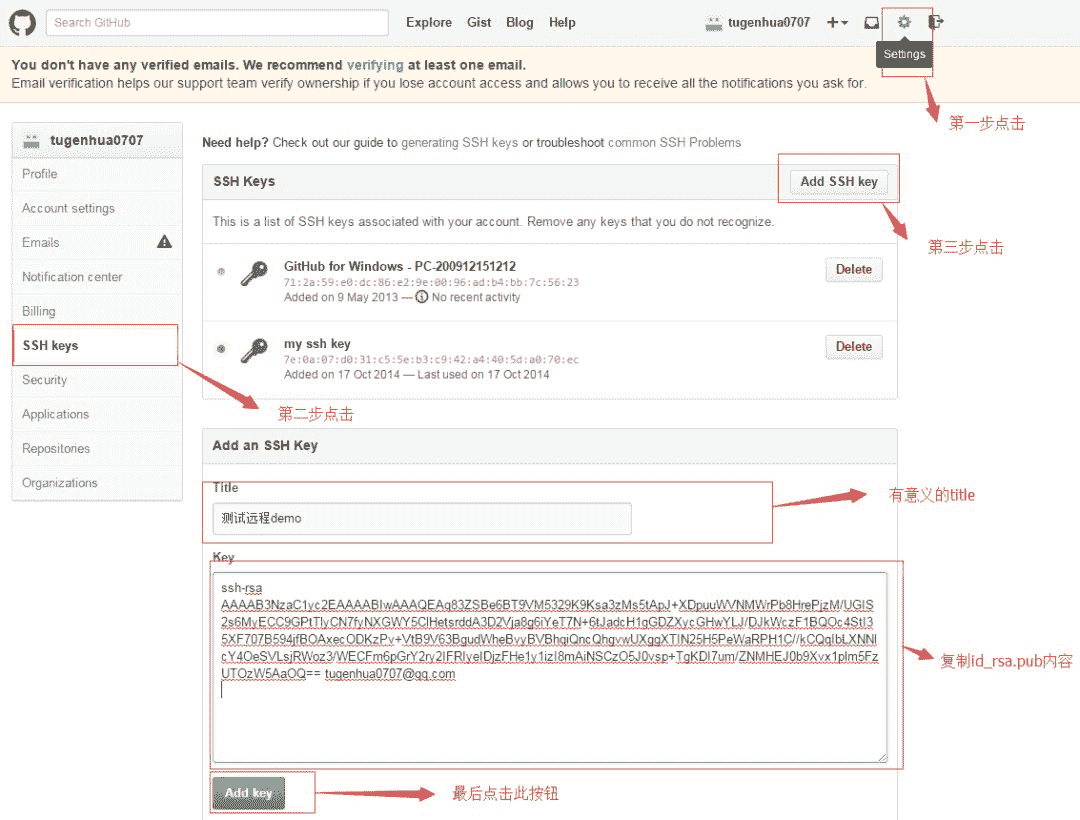 Search GitHub
Explore Gist Blog Help
tugenhua0707
Settings
You don't have any verified emails. We recommend verifying at least one email.
Email verification helps our support team verify ownership if you lose account access and allows you to receive all the notifications you ask for.
第一步点击
tugenhua0707
Profile
Account settings
Emails
Notification center
Billing
SSH keys
Security
Applications
Repositories
Organizations
第二步点击
Need help? Check out our guide to generating SSH keys or troubleshoot common SSH Problems
SSH Keys
Add SSH key
第三步点击
This is a list of SSH keys associated with your account. Remove any keys that you do not recognize.
GitHub for Windows - PC-200912151212
71:2a:59:e0:dc:86:e2:9e:00:96:ad:b4:bb:7c:56:23
Added on 9 May 2013 — No recent activity
Delete
my ssh key
7e:0a:07:d0:31:c5:5e:b3:c9:42:a4:40:5d:a0:70:ec
Added on 17 Oct 2014 — Last used on 17 Oct 2014
Delete
Add an SSH Key
Title
测试远程demo
有意义的title
Key
ssh-rsa
tugenhua0707@qq.com
复制id_rsa.pub内容
Add key
最后点击此按钮